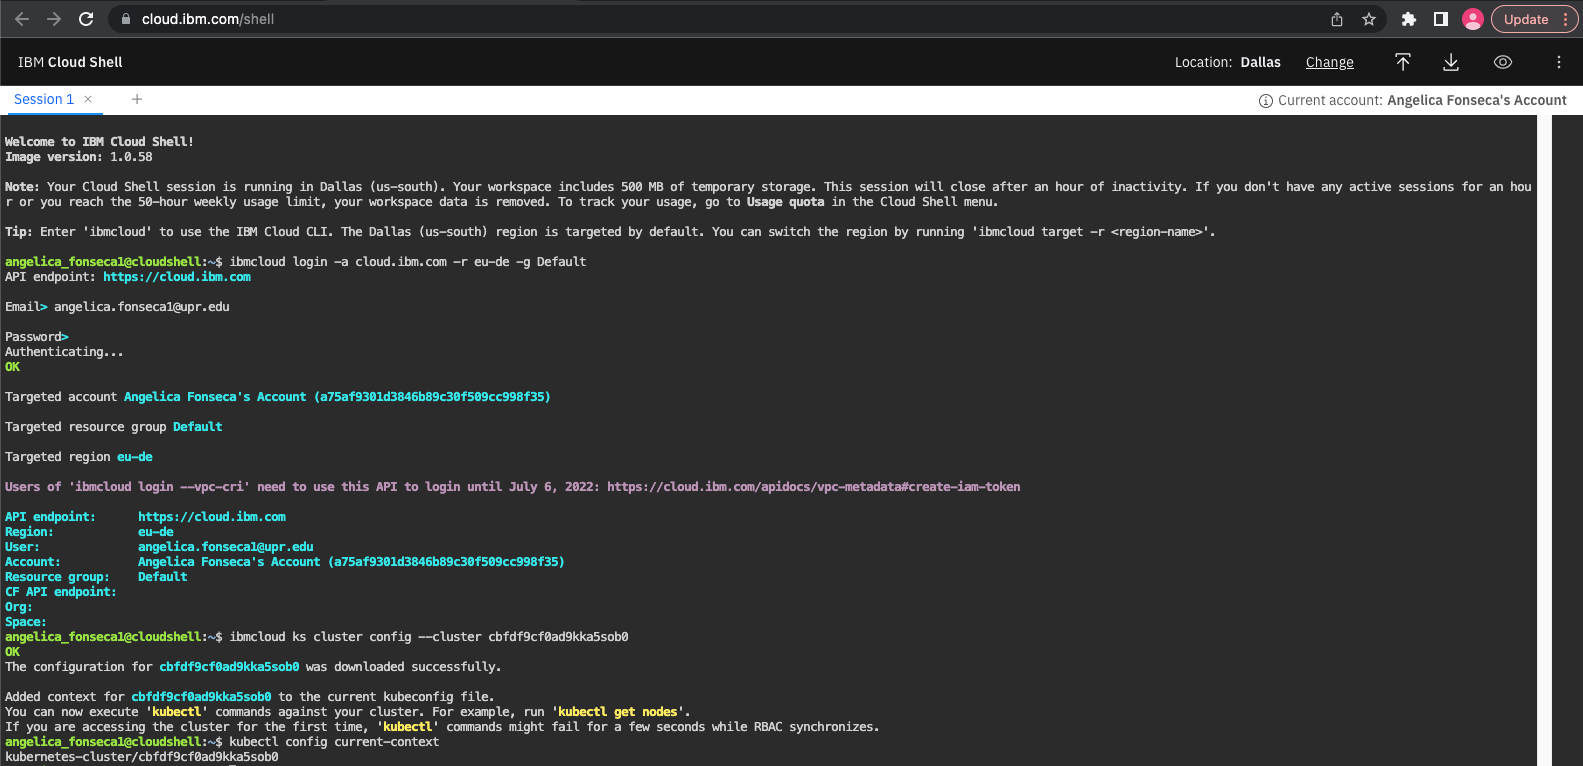 cloud.ibm.com/shell
Update
IBM Cloud Shell
Location: Dallas Change
Session 1 × +
Current account: Angelica Fonseca's Account
Welcome to IBM Cloud Shell!
Image version: 1.0.58
Note: Your Cloud Shell session is running in Dallas (us-south). Your workspace includes 500 MB of temporary storage. This session will close after an hour of inactivity. If you don't have any active sessions for an hou
r or you reach the 50-hour weekly usage limit, your workspace data is removed. To track your usage, go to Usage quota in the Cloud Shell menu.
Tip: Enter 'ibmcloud' to use the IBM Cloud CLI. The Dallas (us-south) region is targeted by default. You can switch the region by running 'ibmcloud target -r <region-name>'.
angelica_fonseca1@cloudshell:~$ ibmcloud login -a cloud.ibm.com -r eu-de -g Default
API endpoint: https://cloud.ibm.com
Email> angelica.fonseca1@upr.edu
Password>
Authenticating...
OK
Targeted account Angelica Fonseca's Account (a75af9301d3846b89c30f509cc998f35)
Targeted resource group Default
Targeted region eu-de
Users of 'ibmcloud login --vpc-cri' need to use this API to login until July 6, 2022: https://cloud.ibm.com/apidocs/vpc-metadata#create-iam-token
API endpoint: https://cloud.ibm.com
Region: eu-de
User: angelica.fonseca1@upr.edu
Account: Angelica Fonseca's Account (a75af9301d3846b89c30f509cc998f35)
Resource group: Default
CF API endpoint:
Org:
Space:
angelica_fonseca1@cloudshell:~$ ibmcloud ks cluster config --cluster cbfdf9cf0ad9kka5sob0
OK
The configuration for cbfdf9cf0ad9kka5sob0 was downloaded successfully.
Added context for cbfdf9cf0ad9kka5sob0 to the current kubeconfig file.
You can now execute 'kubectl' commands against your cluster. For example, run 'kubectl get nodes'.
If you are accessing the cluster for the first time, 'kubectl' commands might fail for a few seconds while RBAC synchronizes.
angelica_fonseca1@cloudshell:~$ kubectl config current-context
kubernetes-cluster/cbfdf9cf0ad9kka5sob0